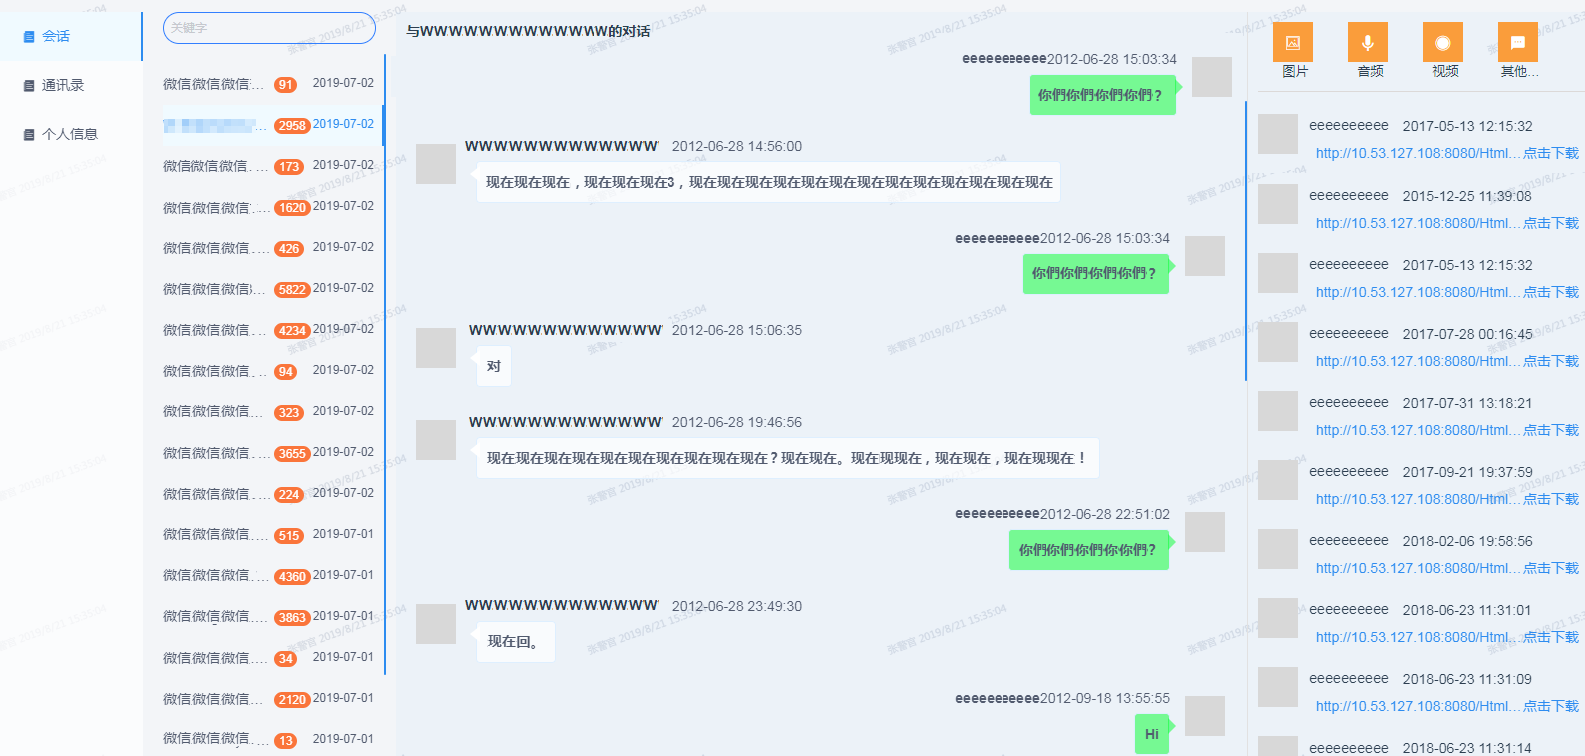 会话
通讯录
个人信息
关键字
微信微信微信... 91 2019-07-02
2958 2019-07-02
微信微信微信.... 173 2019-07-02
微信微信微信.... 1620 2019-07-02
微信微信微信.... 426 2019-07-02
微信微信微信... 5822 2019-07-02
微信微信微信... 4234 2019-07-02
微信微信微信.... 94 2019-07-02
微信微信微信... 323 2019-07-02
微信微信微信... 3655 2019-07-02
微信微信微信.... 224 2019-07-02
微信微信微信.... 515 2019-07-01
微信微信微信.... 4360 2019-07-01
微信微信微信.... 3863 2019-07-01
微信微信微信.... 34 2019-07-01
微信微信微信... 2120 2019-07-01
微信微信微信.... 13 2019-07-01
与WWWWWWWWWWWWW的对话
eeeeeeeeeee2012-06-28 15:03:34
你們你們你們你們？
WWWWWWWWWWWWW 2012-06-28 14:56:00
现在现在现在，现在现在现在3，现在现在现在现在现在现在现在现在现在现在现在现在现在
eeeeeeeeeee2012-06-28 15:03:34
你們你們你們你們？
WWWWWWWWWWWWW 2012-06-28 15:06:35
对
WWWWWWWWWWWWW 2012-06-28 19:46:56
现在现在现在现在现在现在现在现在现在现在？现在现在。现在现现在，现在现在，现在现现在！
eeeeeeeeeee2012-06-28 22:51:02
你們你們你們你你們？
WWWWWWWWWWWWW 2012-06-28 23:49:30
现在回。
eeeeeeeeeee2012-09-18 13:55:55
Hi
图片 音频 视频 其他...
eeeeeeeeee 2017-05-13 12:15:32
http://10.53.127.108:8080/Html...点击下载
eeeeeeeeee 2015-12-25 11:39:08
http://10.53.127.108:8080/Html...点击下载
eeeeeeeeee 2017-05-13 12:15:32
http://10.53.127.108:8080/Html...点击下载
eeeeeeeeee 2017-07-28 00:16:45
http://10.53.127.108:8080/Html...点击下载
eeeeeeeeee 2017-07-31 13:18:21
http://10.53.127.108:8080/Html...点击下载
eeeeeeeeee 2017-09-21 19:37:59
http://10.53.127.108:8080/Html...点击下载
eeeeeeeeee 2018-02-06 19:58:56
http://10.53.127.108:8080/Html...点击下载
eeeeeeeeee 2018-06-23 11:31:01
http://10.53.127.108:8080/Html...点击下载
eeeeeeeeee 2018-06-23 11:31:09
http://10.53.127.108:8080/Html...点击下载
eeeeeeeeee 2018-06-23 11:31:14
张警官 2019/8/21 15:35:04